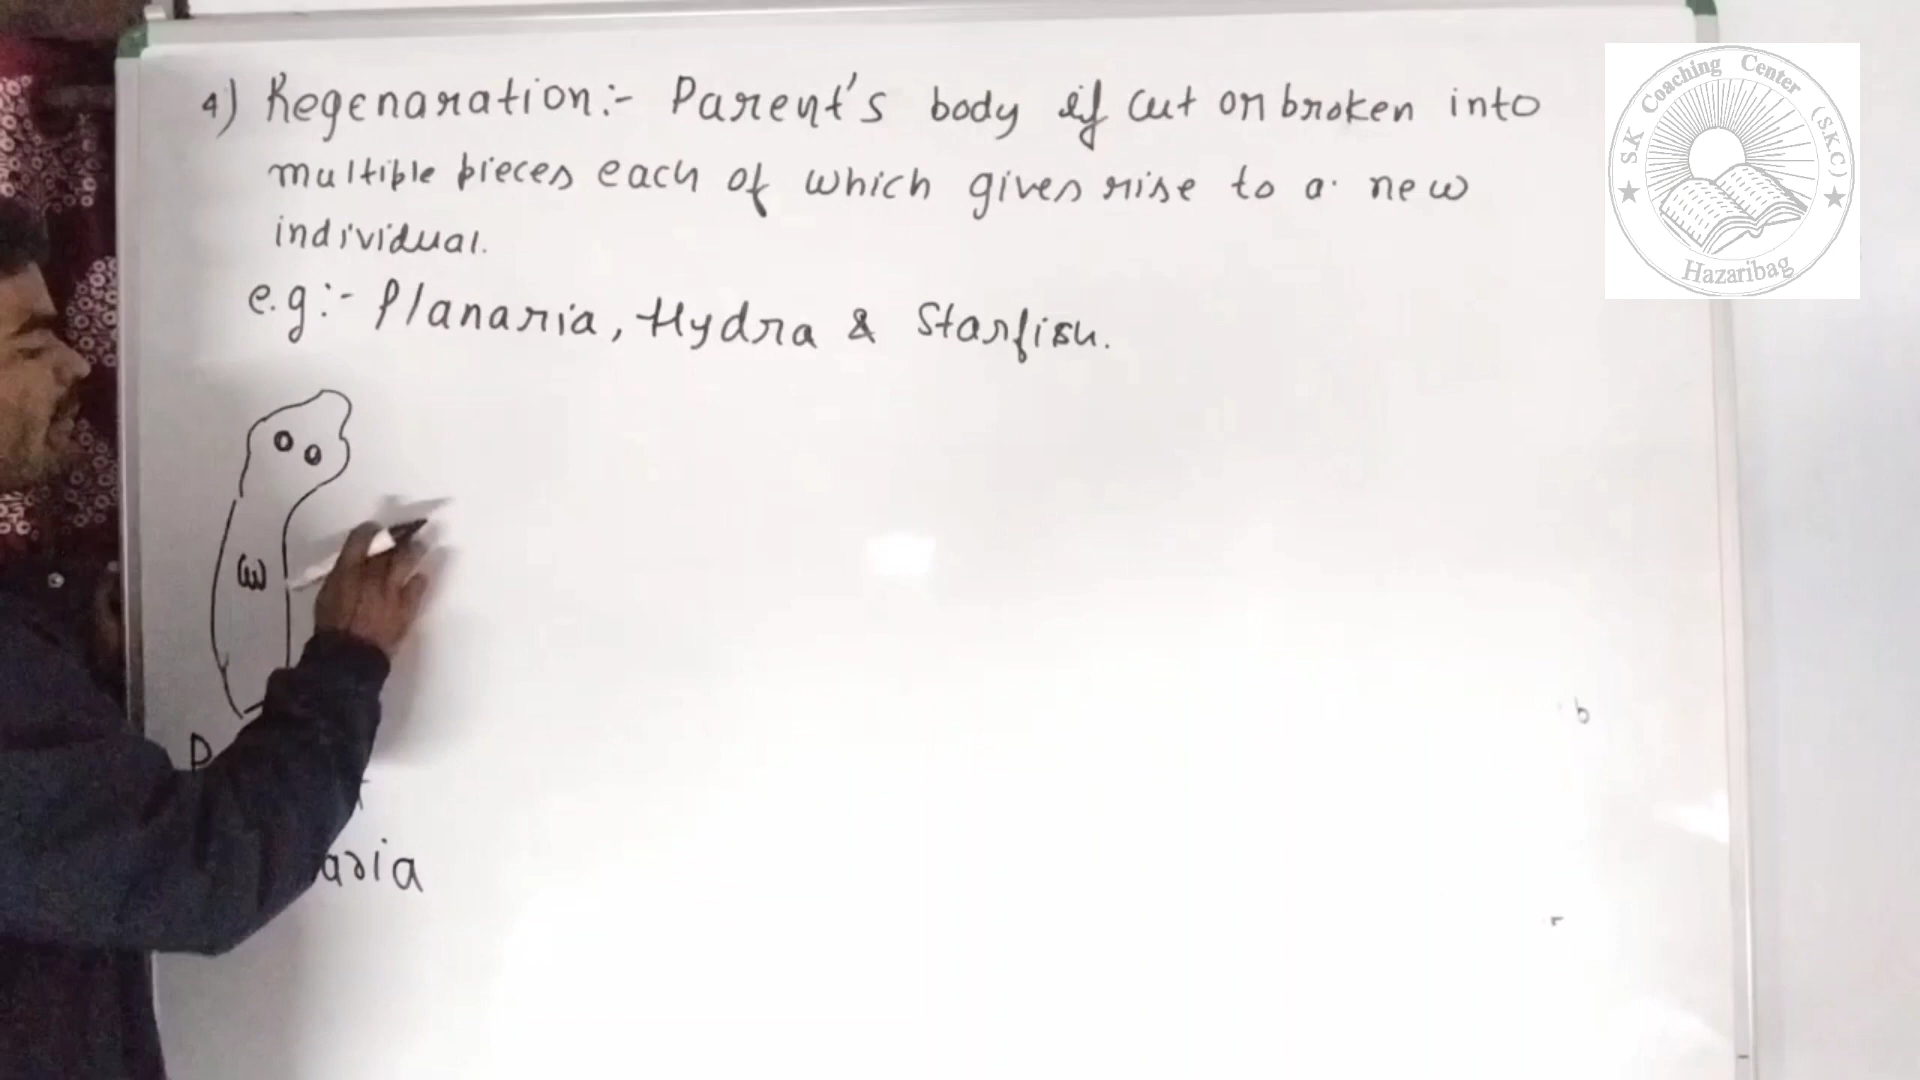 4) Regenaration:- Parent's body if cut or broken into
multiple pieces each of which gives rise to a new
individual.
e.g:- Planaria, Hydra & Starfish.
S.K Coaching Center (S.K.C)
Hazaribag
P
aria
b